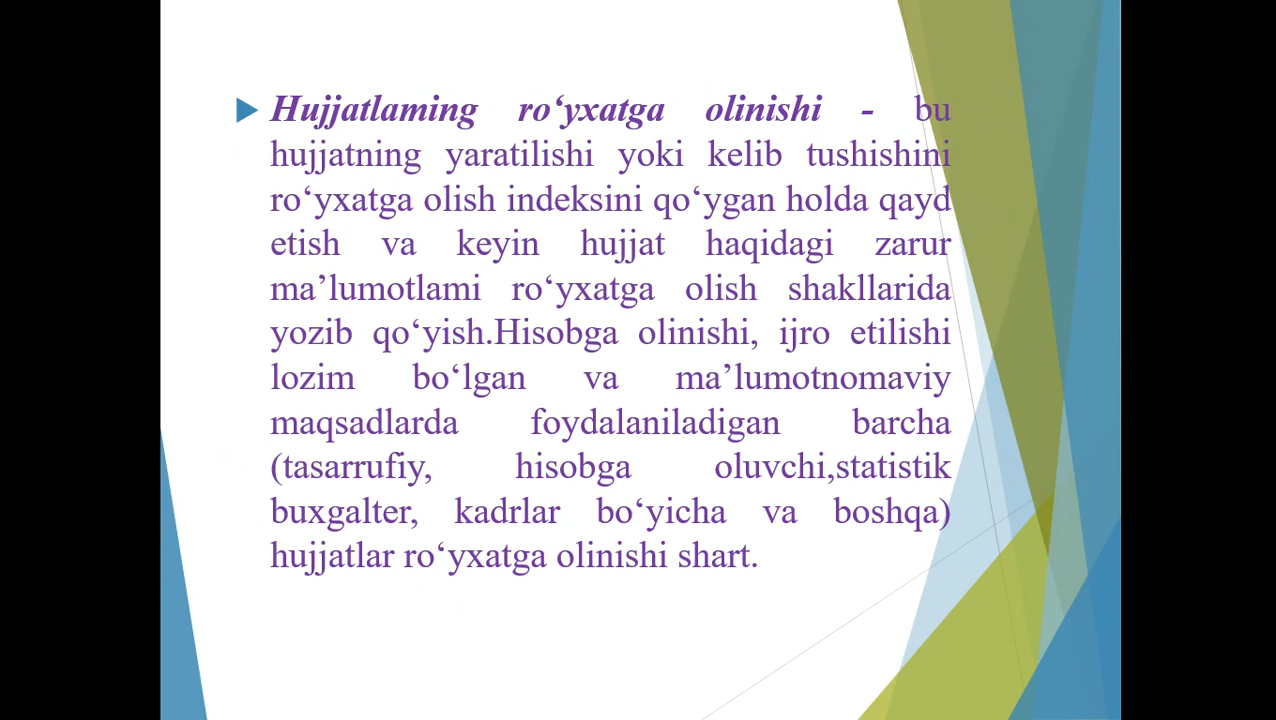 Hujjatlaming ro‘yxatga olinishi - bu
hujjatning yaratilishi yoki kelib tushishini
ro‘yxatga olish indeksini qo‘ygan holda qayd
etish va keyin hujjat haqidagi zarur
ma’lumotlami ro‘yxatga olish shakllarida
yozib qo‘yish.Hisobga olinishi, ijro etilishi
lozim bo‘lgan va ma’lumotnomaviy
maqsadlarda foydalaniladigan barcha
(tasarrufiy, hisobga oluvchi,statistik
buxgalter, kadrlar bo‘yicha va boshqa)
hujjatlar ro‘yxatga olinishi shart.